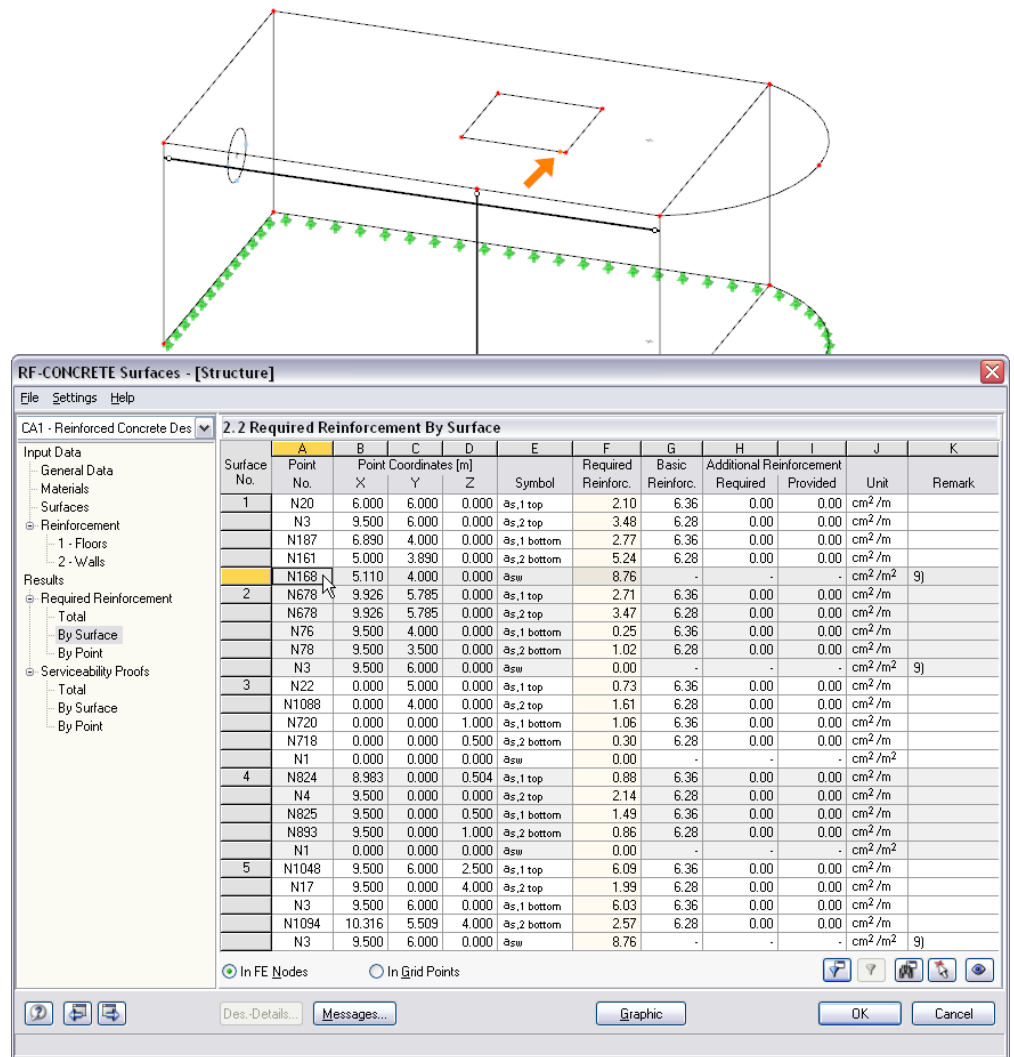 RF-CONCRETE Surfaces - [Structure]
File Settings Help
CA1 - Reinforced Concrete Des
Input Data
General Data
Materials
Surfaces
Reinforcement
1 - Floors
2 - Walls
Results
Required Reinforcement
Total
By Surface
By Point
Serviceability Proofs
Total
By Surface
By Point
2.2 Required Reinforcement By Surface
A B C D E F G H I J K
Surface Point Point Coordinates [m] Required Basic Additional Reinforcement
No. No. X Y Z Symbol Reinforc. Reinforc. Required Provided Unit Remark
1 N20 6.000 6.000 0.000 as,1 top 2.10 6.36 0.00 0.00 cm²/m
N3 9.500 6.000 0.000 as,2 top 3.48 6.28 0.00 0.00 cm²/m
N187 6.890 4.000 0.000 as,1 bottom 2.77 6.36 0.00 0.00 cm²/m
N161 5.000 3.890 0.000 as,2 bottom 5.24 6.28 0.00 0.00 cm²/m
N168 5.110 4.000 0.000 asw 8.76 - - - cm²/m² 9)
2 N678 9.926 5.785 0.000 as,1 top 2.71 6.36 0.00 0.00 cm²/m
N678 9.926 5.785 0.000 as,2 top 3.47 6.28 0.00 0.00 cm²/m
N76 9.500 4.000 0.000 as,1 bottom 0.25 6.36 0.00 0.00 cm²/m
N78 9.500 3.500 0.000 as,2 bottom 1.02 6.28 0.00 0.00 cm²/m
N3 9.500 6.000 0.000 asw 0.00 - - - cm²/m² 9)
3 N22 0.000 5.000 0.000 as,1 top 0.73 6.36 0.00 0.00 cm²/m
N1088 0.000 4.000 0.000 as,2 top 1.61 6.28 0.00 0.00 cm²/m
N720 0.000 0.000 1.000 as,1 bottom 1.06 6.36 0.00 0.00 cm²/m
N718 0.000 0.000 0.500 as,2 bottom 0.30 6.28 0.00 0.00 cm²/m
N1 0.000 0.000 0.000 asw 0.00 - - - cm²/m²
4 N824 8.983 0.000 0.504 as,1 top 0.88 6.36 0.00 0.00 cm²/m
N4 9.500 0.000 0.000 as,2 top 2.14 6.28 0.00 0.00 cm²/m
N825 9.500 0.000 0.500 as,1 bottom 1.49 6.36 0.00 0.00 cm²/m
N893 9.500 0.000 1.000 as,2 bottom 0.86 6.28 0.00 0.00 cm²/m
N1 0.000 0.000 0.000 asw 0.00 - - - cm²/m²
5 N1048 9.500 6.000 2.500 as,1 top 6.09 6.36 0.00 0.00 cm²/m
N17 9.500 0.000 4.000 as,2 top 1.99 6.28 0.00 0.00 cm²/m
N3 9.500 6.000 0.000 as,1 bottom 6.03 6.36 0.00 0.00 cm²/m
N1094 10.316 5.509 4.000 as,2 bottom 2.57 6.28 0.00 0.00 cm²/m
N3 9.500 6.000 0.000 asw 8.76 - - - cm²/m² 9)
In FE Nodes In Grid Points
Des.-Details... Messages... Graphic OK Cancel